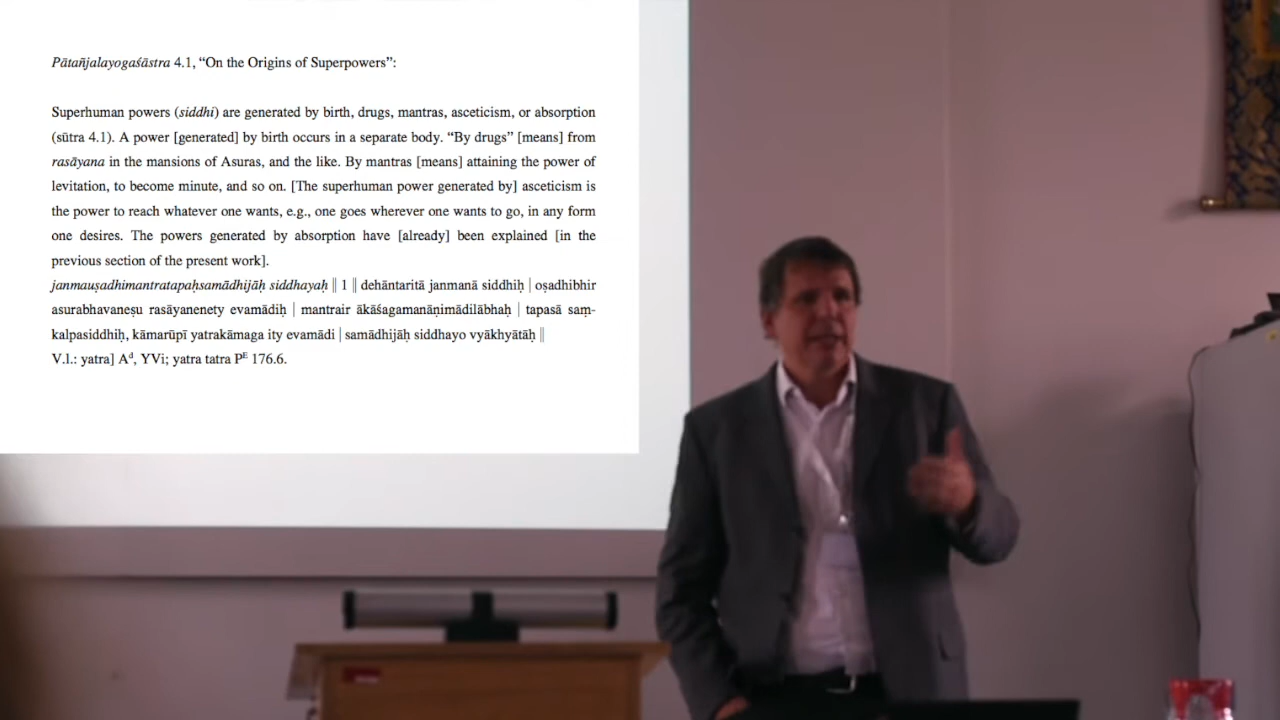 Pātañjalayogaśāstra 4.1, “On the Origins of Superpowers”:
Superhuman powers (siddhi) are generated by birth, drugs, mantras, asceticism, or absorption
(sūtra 4.1). A power [generated] by birth occurs in a separate body. “By drugs” [means] from
rasāyana in the mansions of Asuras, and the like. By mantras [means] attaining the power of
levitation, to become minute, and so on. [The superhuman power generated by] asceticism is
the power to reach whatever one wants, e.g., one goes wherever one wants to go, in any form
one desires. The powers generated by absorption have [already] been explained [in the
previous section of the present work].
janmauṣadhimantratapaḥsamādhijāḥ siddhayaḥ || 1 || dehāntaritā janmanā siddhiḥ | oṣadhibhir
asurabhavaneṣu rasāyanenety evamādiḥ | mantrair ākāśagamanāṇimādilābhaḥ | tapasā saṃ-
kalpasiddhiḥ, kāmarūpī yatrakāmaga ity evamādi | samādhijāḥ siddhayo vyākhyātāḥ ||
V.l.: yatra] Aᵈ, YVi; yatra tatra Pᴱ 176.6.